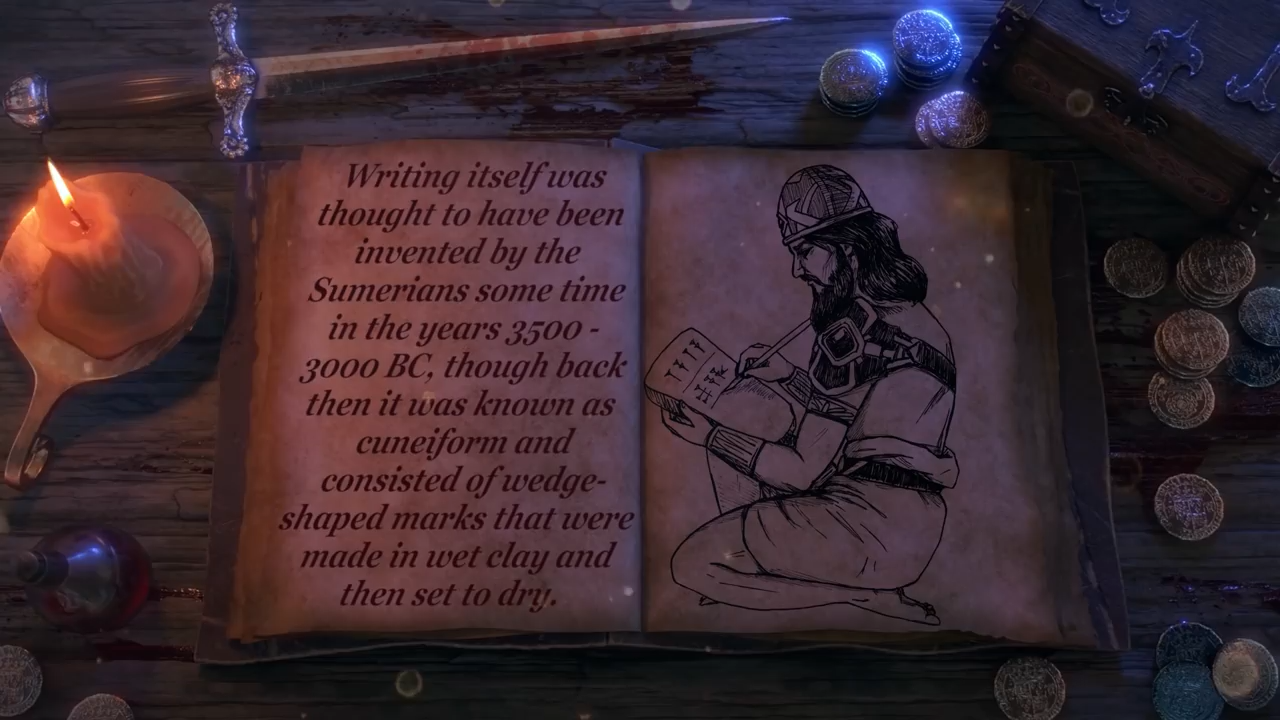 Writing itself was
thought to have been
invented by the
Sumerians some time
in the years 3500 -
3000 BC, though back
then it was known as
cuneiform and
consisted of wedge-
shaped marks that were
made in wet clay and
then set to dry.